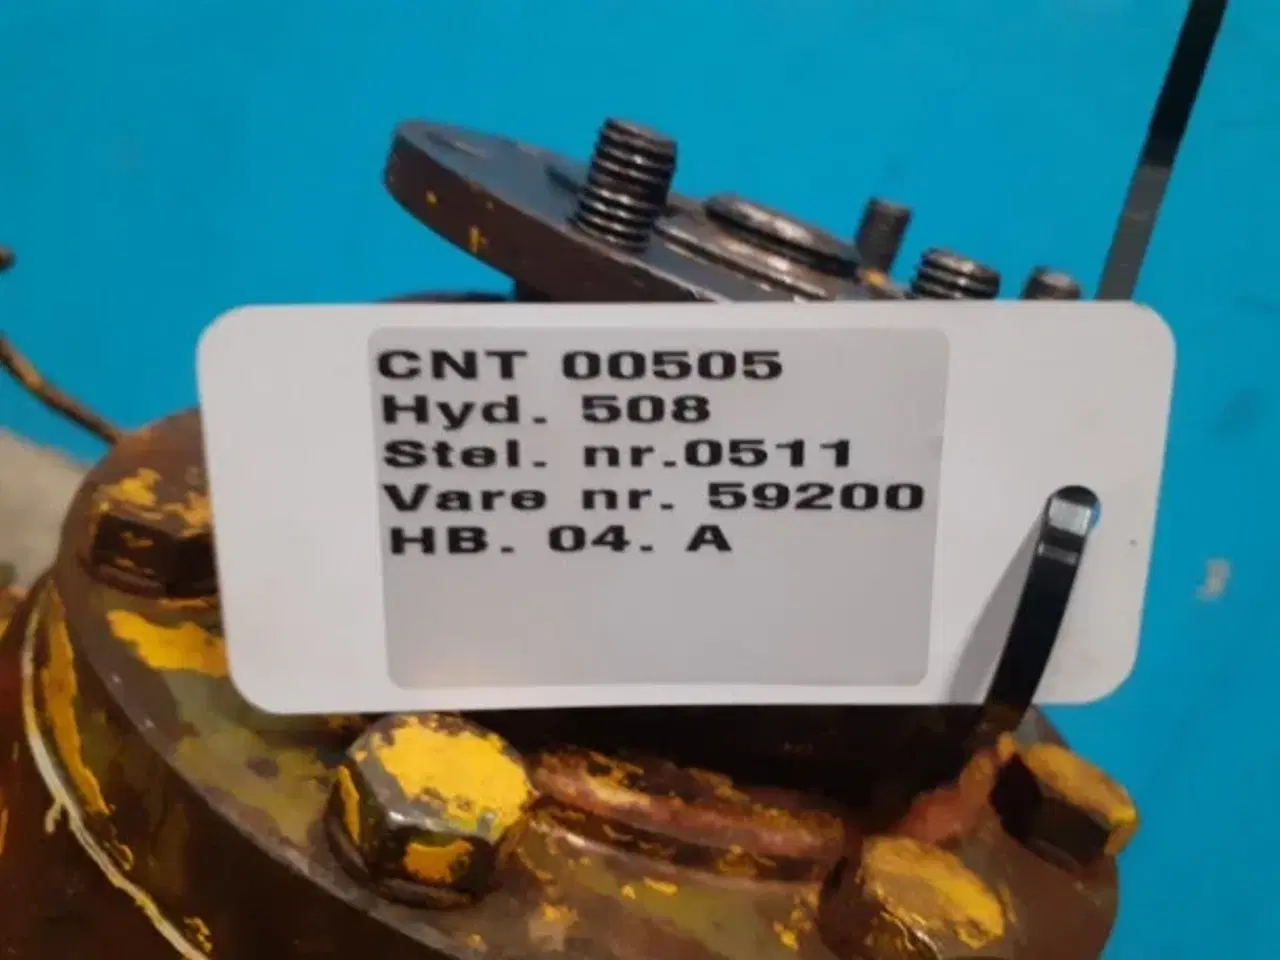 CNT 00505
Hyd. 508
Stel. nr.0511
Vare nr. 59200
HB. 04. A